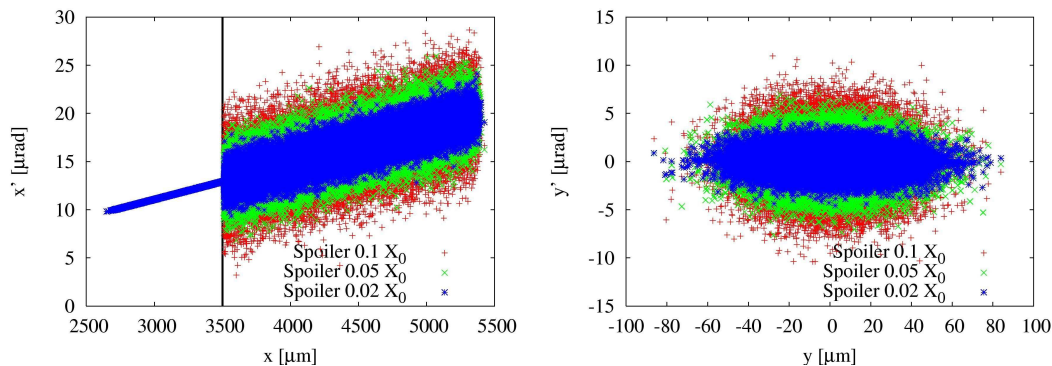 30
25
20
15
10
5
0
x' [μrad]
Spoiler 0.1 X0
Spoiler 0.05 X0
Spoiler 0.02 X0
2500 3000 3500 4000 4500 5000 5500
x [μm]
15
10
5
0
-5
-10
-15
y' [μrad]
Spoiler 0.1 X0
Spoiler 0.05 X0
Spoiler 0.02 X0
-100 -80 -60 -40 -20 0 20 40 60 80 100
y [μm]